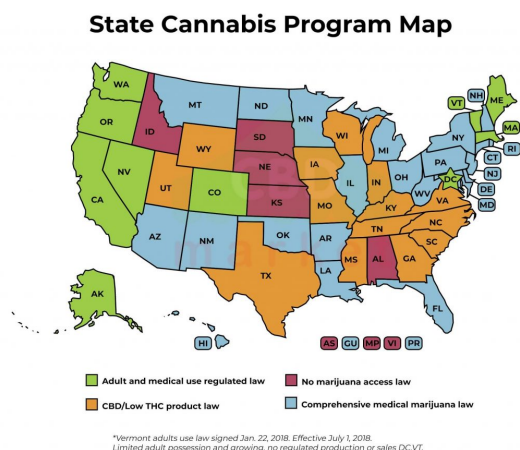 State Cannabis Program Map
WA
OR
CA
NV
ID
MT
WY
UT
CO
AZ
NM
ND
SD
NE
KS
OK
TX
MN
IA
MO
AR
LA
WI
IL
MI
IN
OH
KY
TN
MS
AL
GA
FL
SC
NC
VA
WV
PA
NY
VT
NH
ME
MA
RI
CT
NJ
DE
MD
DC
AK
HI
AS
GU
MP
VI
PR
CBD
Adult and medical use regulated law
No marijuana access law
CBD/Low THC product law
Comprehensive medical marijuana law
*Vermont adults use law signed Jan. 22, 2018. Effective July 1, 2018.
Limited adult possession and growing, no regulated production or sales DC,VT.